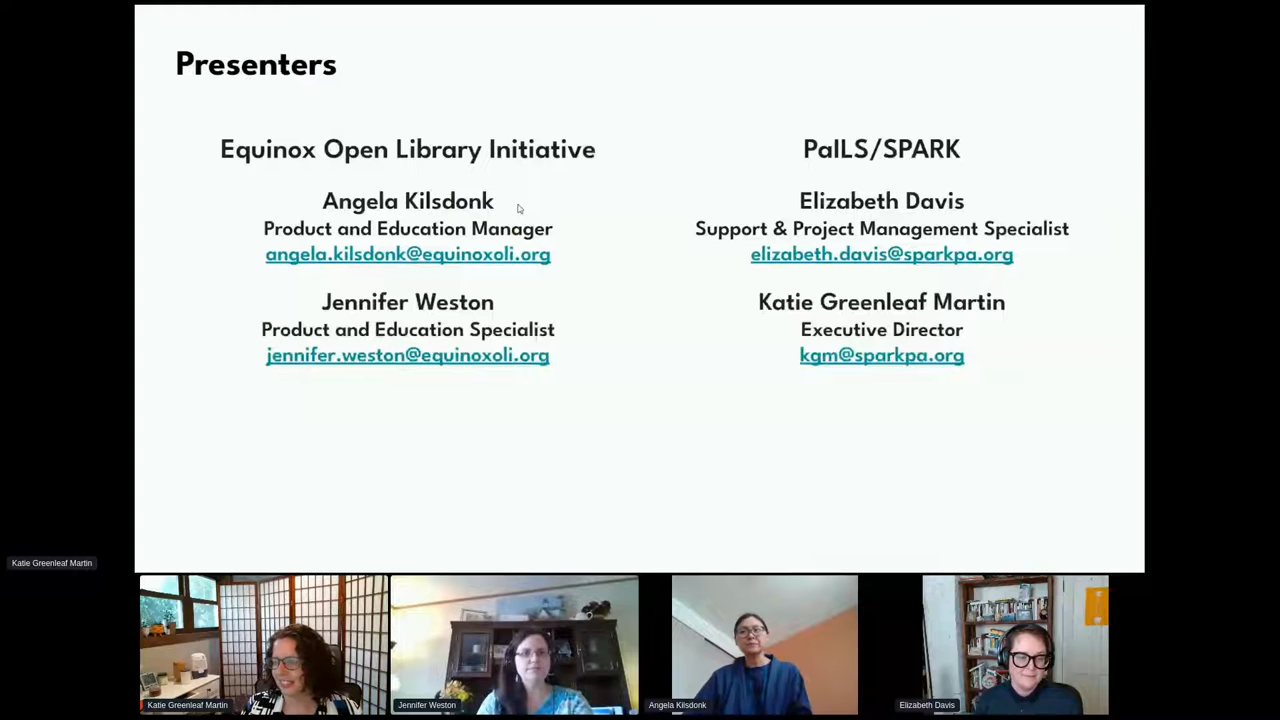 Presenters
Equinox Open Library Initiative
Angela Kilsdonk
Product and Education Manager
angela.kilsdonk@equinoxoli.org
Jennifer Weston
Product and Education Specialist
jennifer.weston@equinoxoli.org
PaILS/SPARK
Elizabeth Davis
Support & Project Management Specialist
elizabeth.davis@sparkpa.org
Katie Greenleaf Martin
Executive Director
kgm@sparkpa.org
Katie Greenleaf Martin
Katie Greenleaf Martin
Jennifer Weston
Angela Kilsdonk
Elizabeth Davis